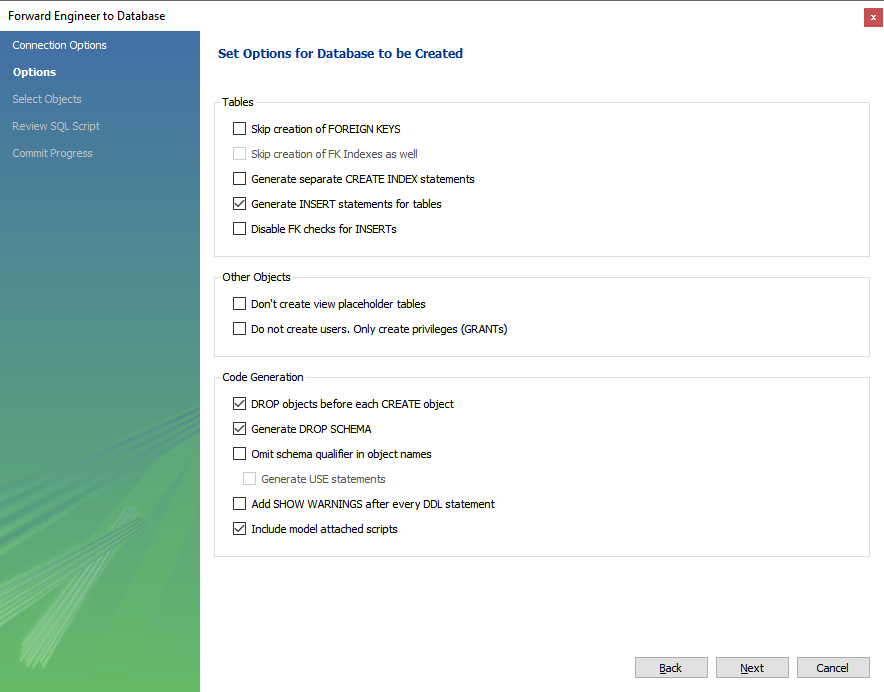 Forward Engineer to Database
x
Connection Options
Options
Select Objects
Review SQL Script
Commit Progress
Set Options for Database to be Created
Tables
Skip creation of FOREIGN KEYS
Skip creation of FK Indexes as well
Generate separate CREATE INDEX statements
Generate INSERT statements for tables
Disable FK checks for INSERTs
Other Objects
Don't create view placeholder tables
Do not create users. Only create privileges (GRANTs)
Code Generation
DROP objects before each CREATE object
Generate DROP SCHEMA
Omit schema qualifier in object names
Generate USE statements
Add SHOW WARNINGS after every DDL statement
Include model attached scripts
Back Next Cancel